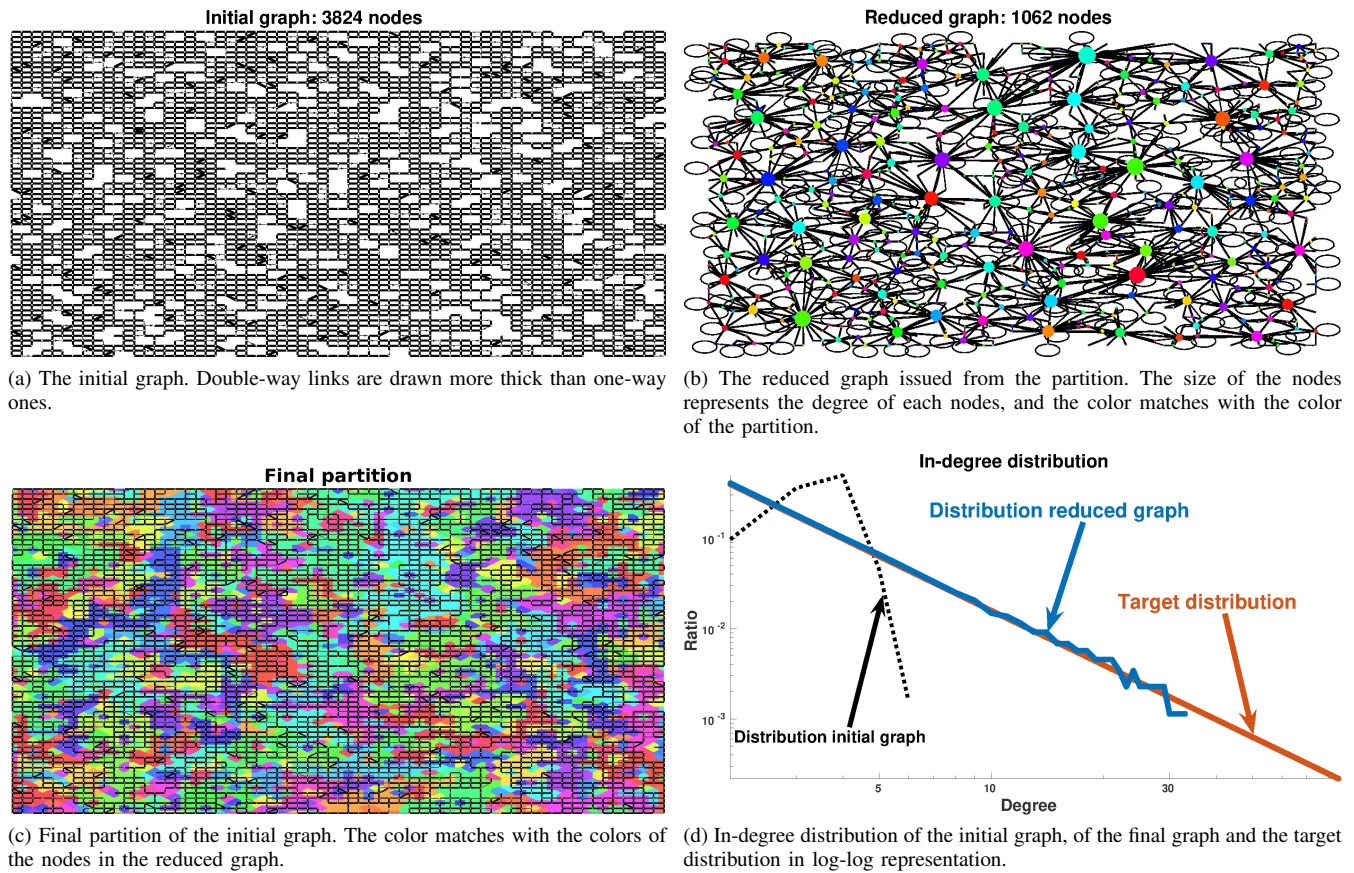 Initial graph: 3824 nodes
(a) The initial graph. Double-way links are drawn more thick than one-way
ones.
Reduced graph: 1062 nodes
(b) The reduced graph issued from the partition. The size of the nodes
represents the degree of each nodes, and the color matches with the color
of the partition.
Final partition
(c) Final partition of the initial graph. The color matches with the colors of
the nodes in the reduced graph.
In-degree distribution
Distribution reduced graph
Target distribution
Distribution initial graph
Ratio
10⁻¹
10⁻²
10⁻³
5
10
30
Degree
(d) In-degree distribution of the initial graph, of the final graph and the target
distribution in log-log representation.